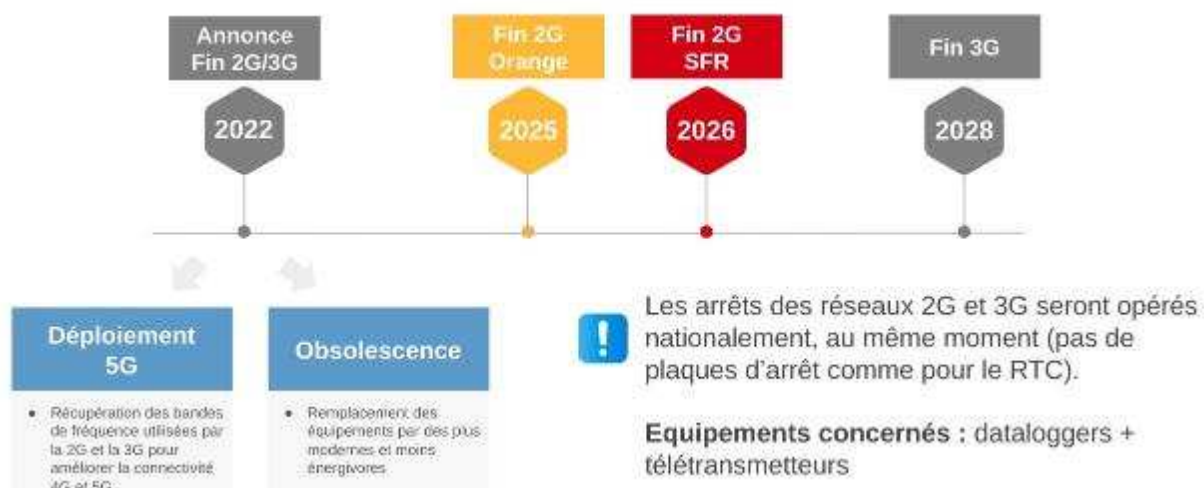 Annonce
Fin 2G/3G
Fin 2G
Orange
Fin 2G
SFR
Fin 3G
2022
2025
2026
2028
Déploiement
5G
● Récupération des bandes
de fréquence utilisées par
la 2G et la 3G pour
améliorer la connectivité
4G et 5G
Obsolescence
● Remplacement des
équipements par des plus
modernes et moins
énergivores
Les arrêts des réseaux 2G et 3G seront opérés
nationalement, au même moment (pas de
plaques d'arrêt comme pour le RTC).
Equipements concernés : dataloggers +
télétransmetteurs